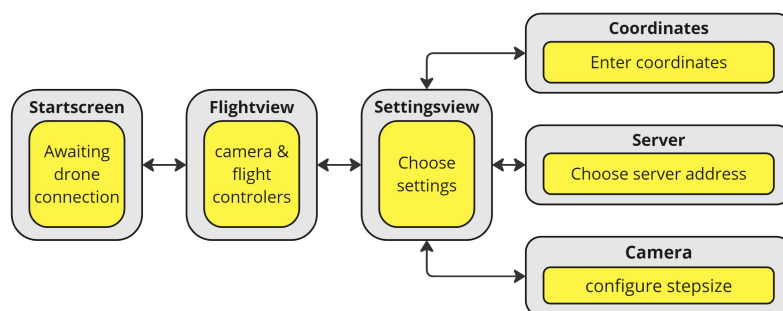 Startscreen
Awaiting
drone
connection
Flightview
camera &
flight
controlers
Settingsview
Choose
settings
Coordinates
Enter coordinates
Server
Choose server address
Camera
configure stepsize